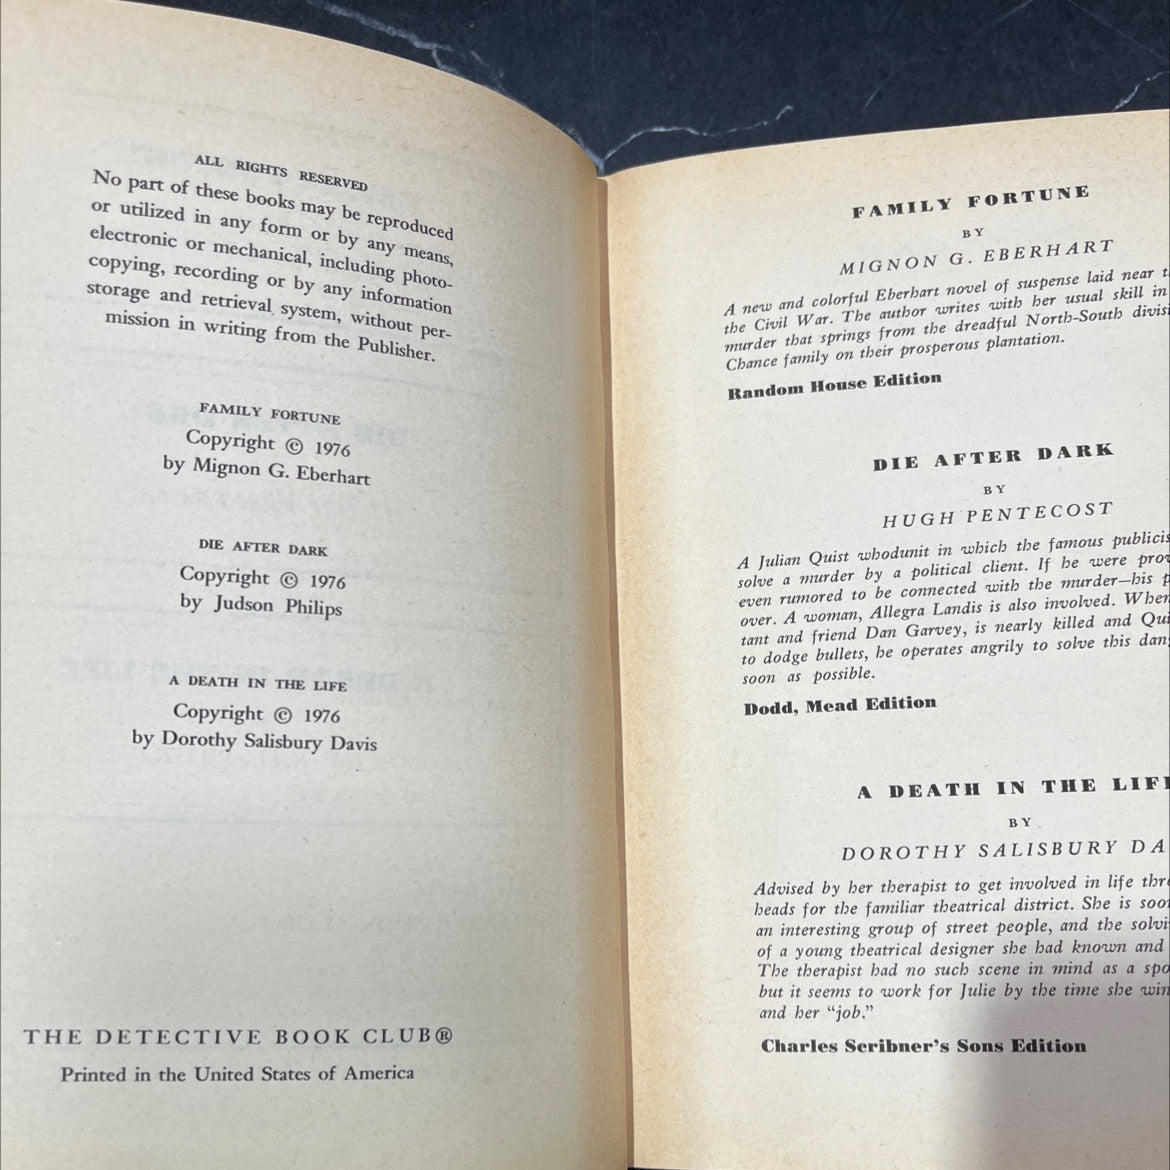 ALL RIGHTS RESERVED
No part of these books may be reproduced
or utilized in any form or by any means,
electronic or mechanical, including photo-
copying, recording or by any information
storage and retrieval system, without per-
mission in writing from the Publisher.
FAMILY FORTUNE
Copyright © 1976
by Mignon G. Eberhart
DIE AFTER DARK
Copyright © 1976
by Judson Philips
A DEATH IN THE LIFE
Copyright © 1976
by Dorothy Salisbury Davis
THE DETECTIVE BOOK CLUB®
Printed in the United States of America
FAMILY FORTUNE
BY
MIGNON G. EBERHART
A new and colorful Eberhart novel of suspense laid near
the Civil War. The author writes with her usual skill in
murder that springs from the dreadful North-South
Chance family on their prosperous plantation.
Random House Edition
DIE AFTER DARK
BY
HUGH PENTECOST
A Julian Quist whodunit in which the famous
solve a murder by a political client. If he were
even rumored to be connected with the murder—his
over. A woman, Allegra Landis is also involved. When
tant and friend Dan Garvey, is nearly killed and
to dodge bullets, he operates angrily to solve this
soon as possible.
Dodd, Mead Edition
A DEATH IN THE LIFE
BY
DOROTHY SALISBURY DA
Advised by her therapist to get involved in life
heads for the familiar theatrical district. She is
an interesting group of street people, and the
of a young theatrical designer she had known and
The therapist had no such scene in mind as a
but it seems to work for Julie by the time she
and her “job.”
Charles Scribner's Sons Edition